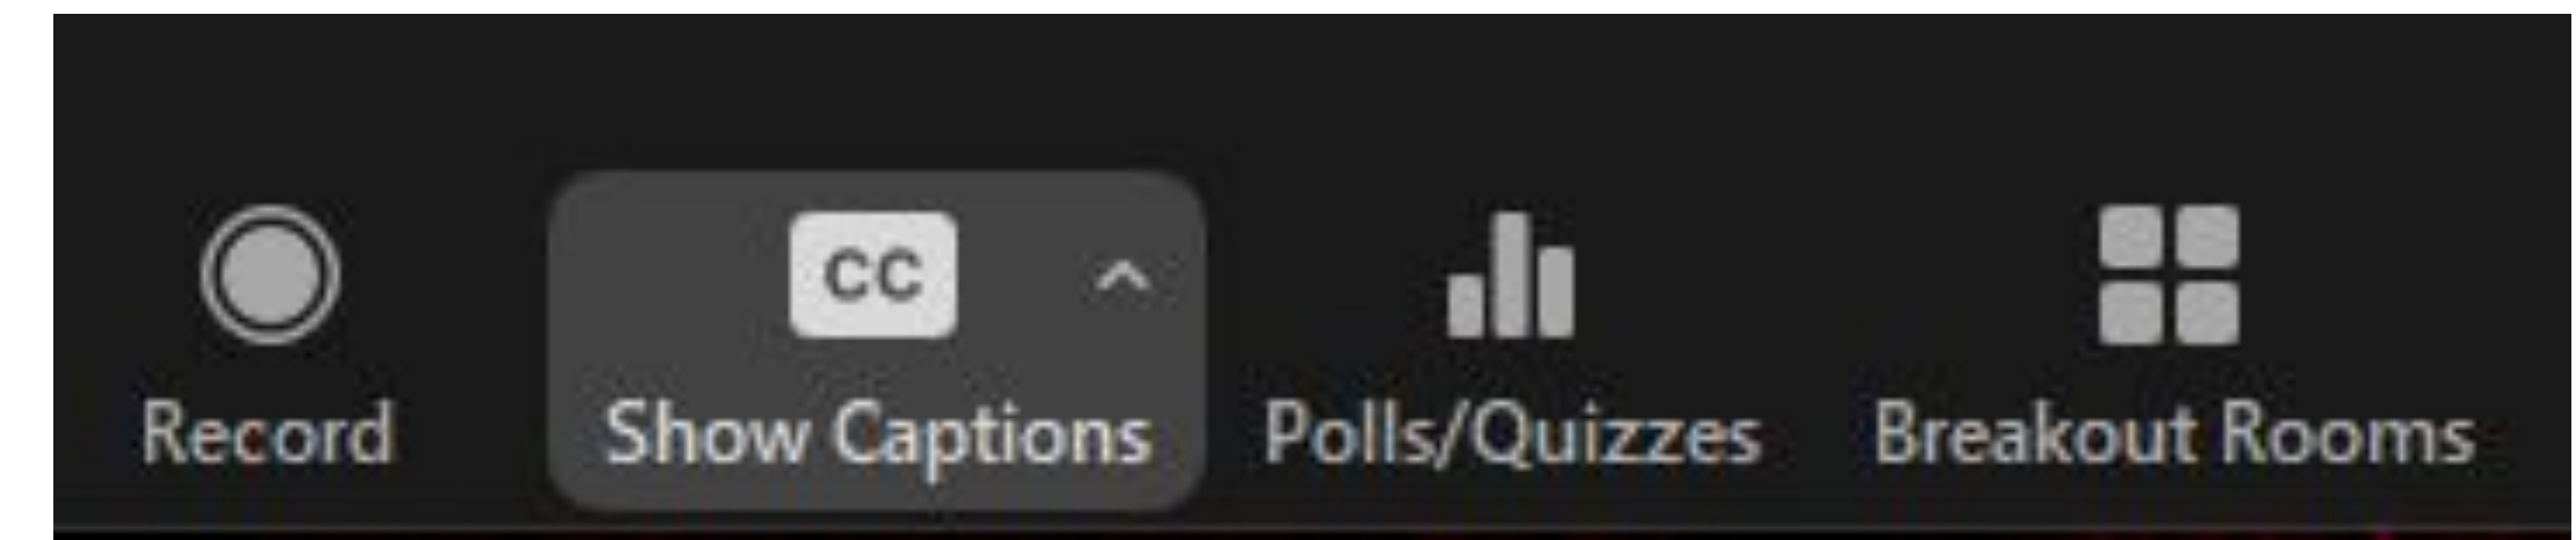 CC
Record
Show Captions
Polls/Quizzes
Breakout Rooms